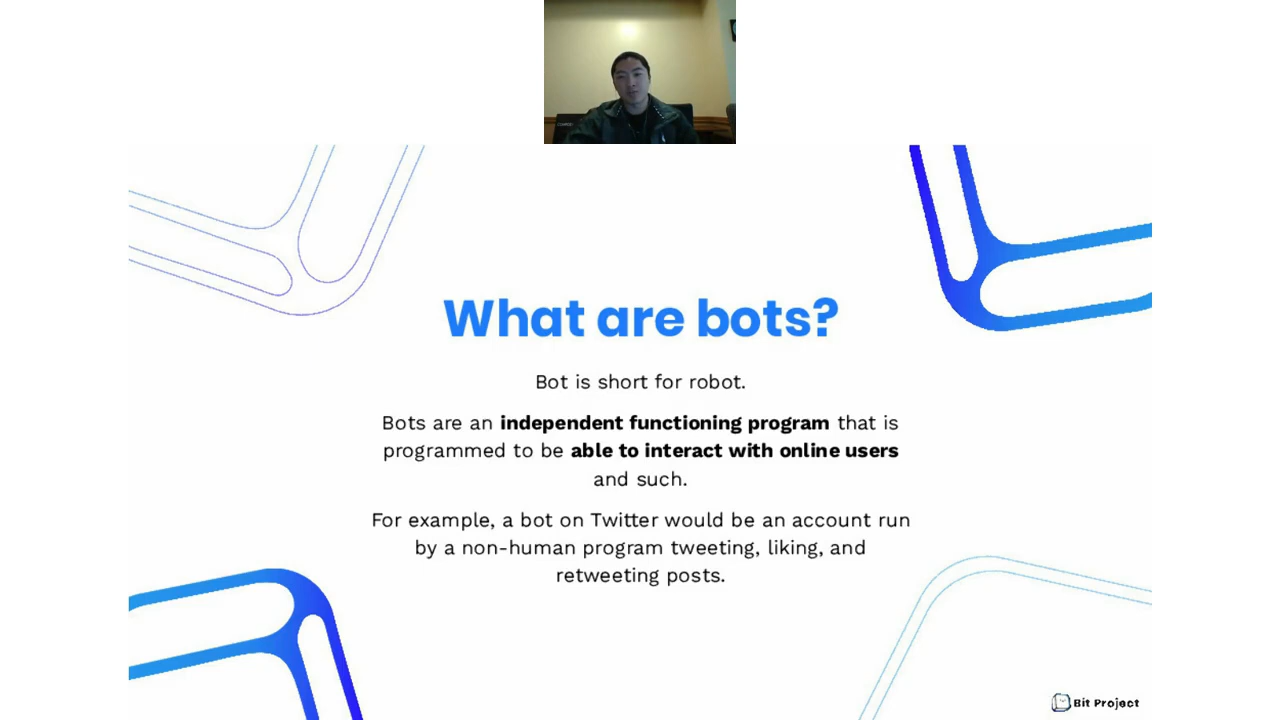 What are bots?
Bot is short for robot.
Bots are an independent functioning program that is
programmed to be able to interact with online users
and such.
For example, a bot on Twitter would be an account run
by a non-human program tweeting, liking, and
retweeting posts.
Bit Project